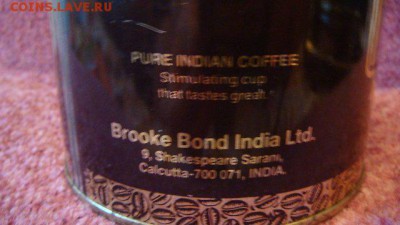 COINS.LAVE.RU
PURE INDIAN COFFEE
Stimulating cup
that tastes great.
Brooke Bond India Ltd.
9, Shakespeare Sarani,
Calcutta-700 071, INDIA.